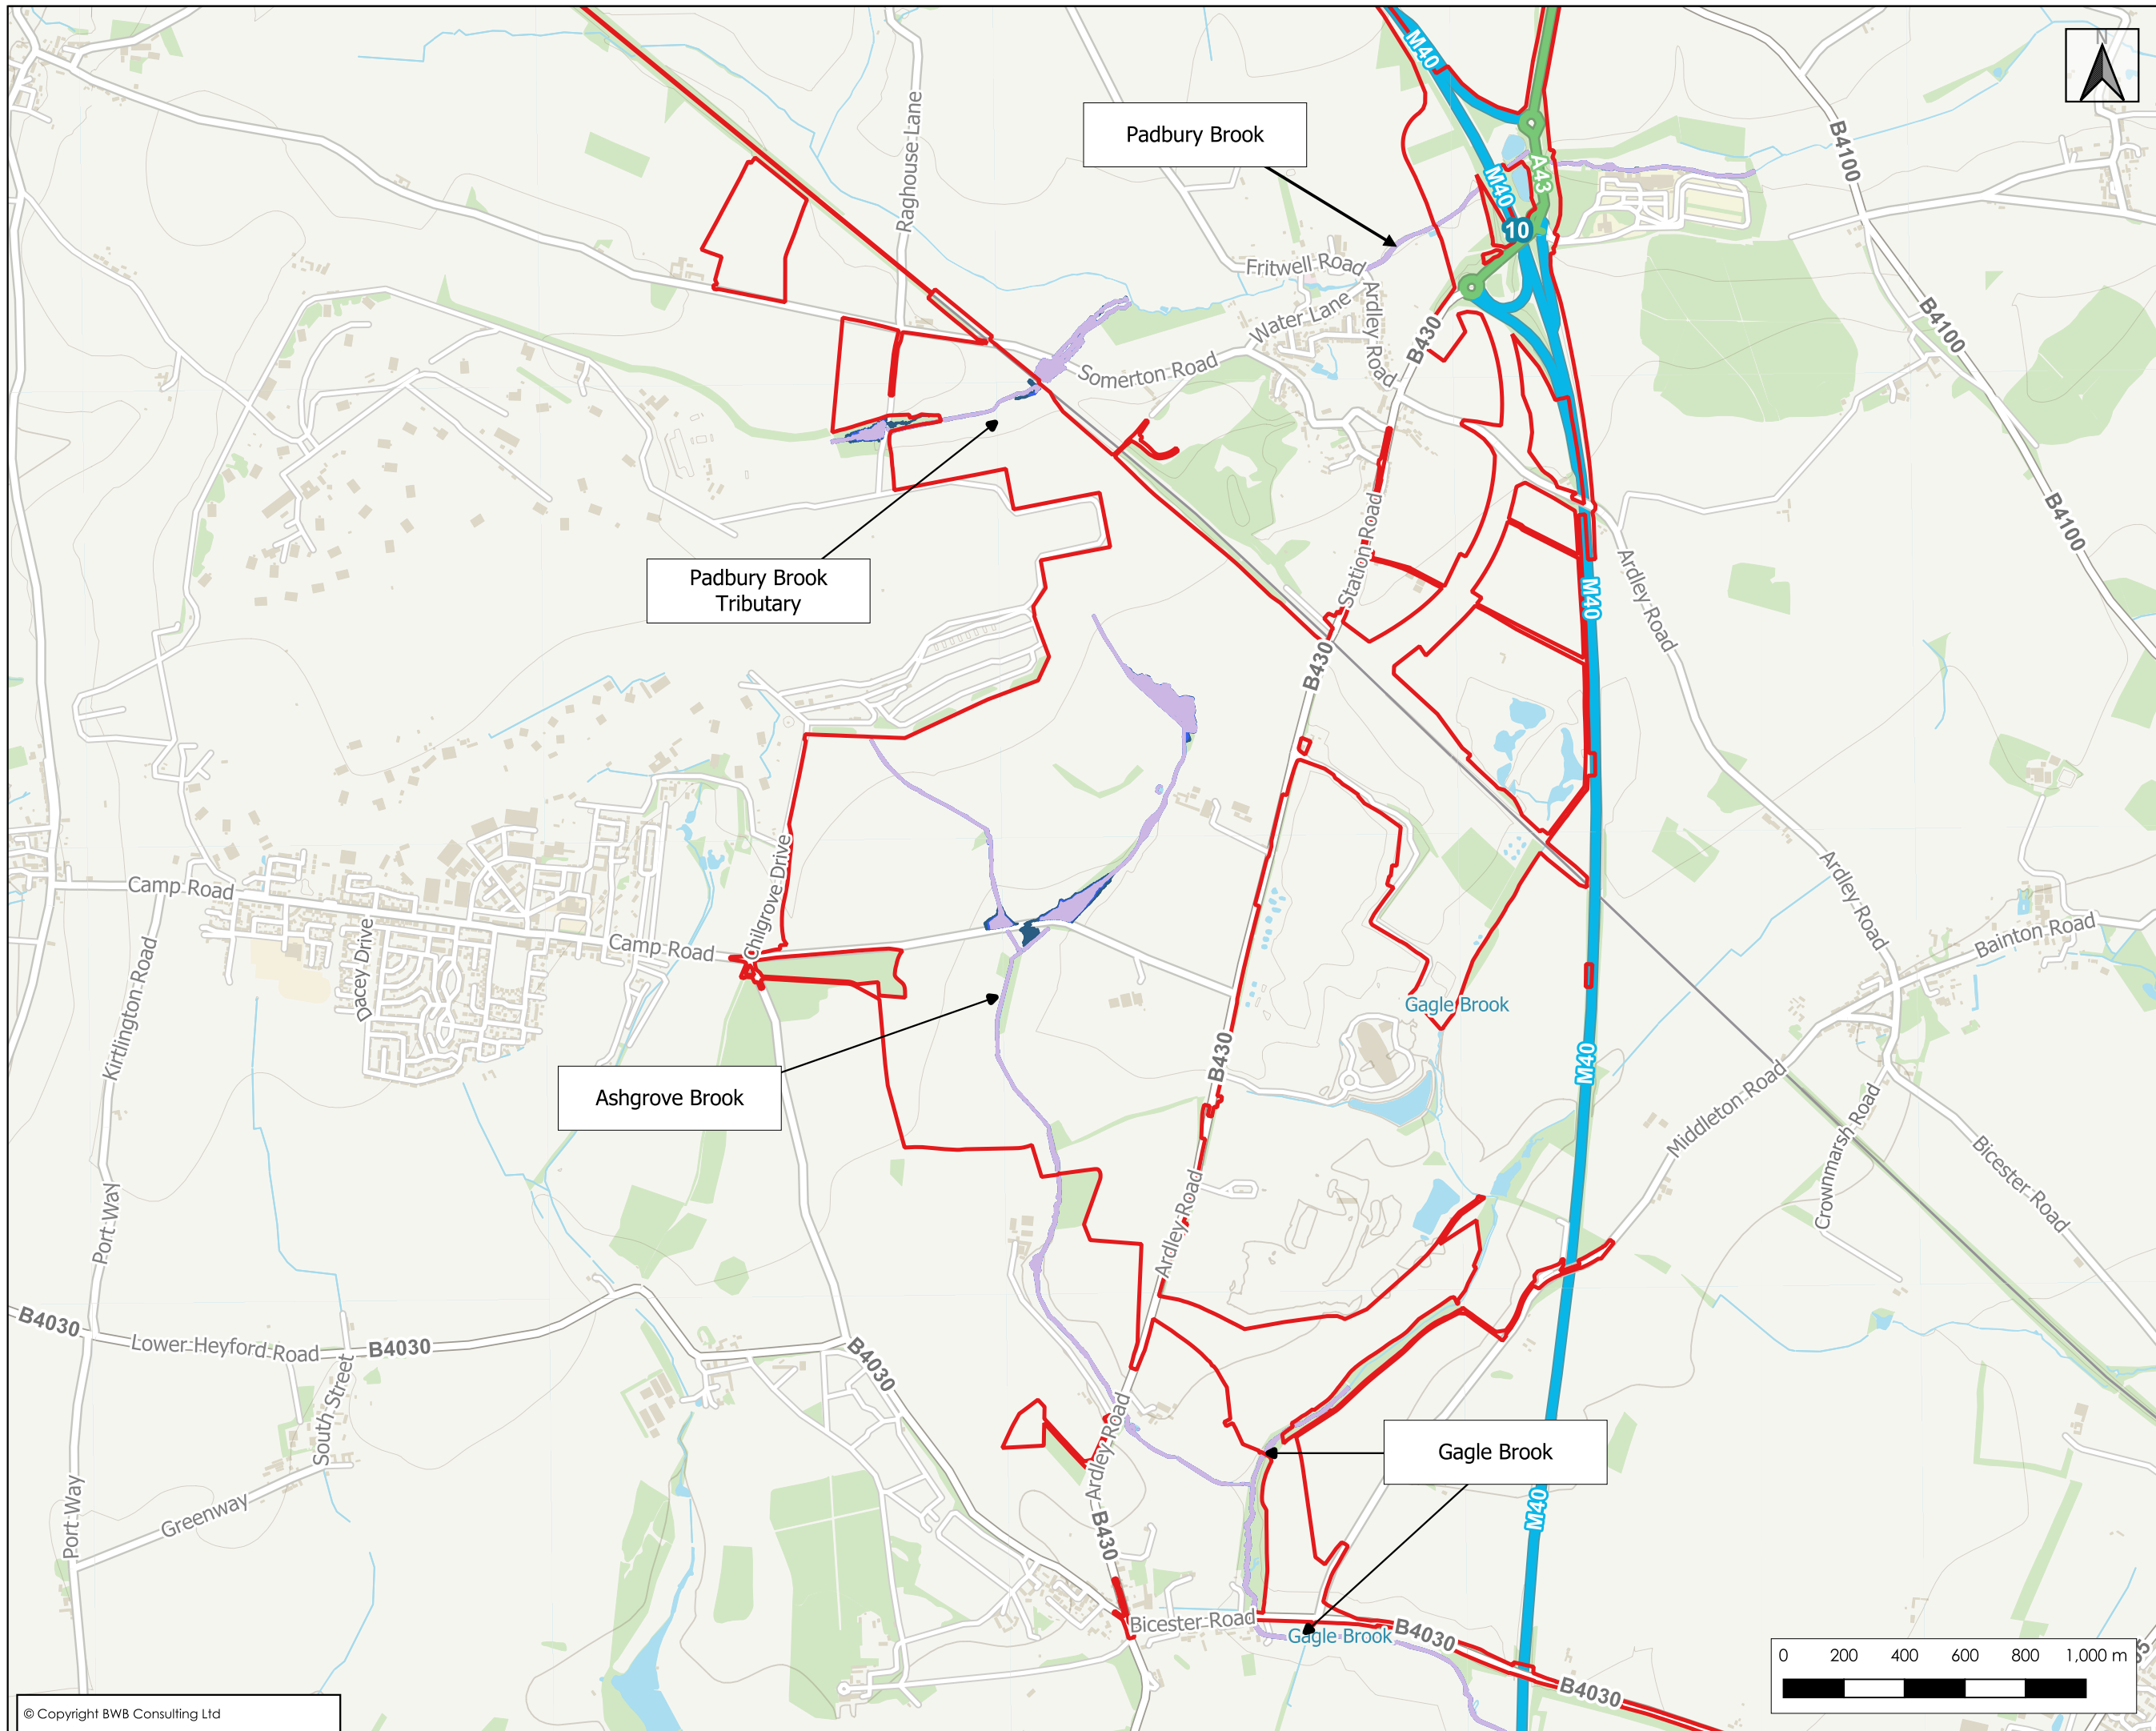 M40
N
Raghouse Lane
B4100
Padbury Brook
A43
M40
10
Fritwell Road
Water Lane
Ardley Road
B430
B4100
Somerton Road
B4100
Station Road
Padbury Brook
Tributary
Ardley Road
M40
B430
Camp Road
Chilgrove Drive
Camp Road
Dacey Drive
Kirtlington Road
Ardley Road
Bainton Road
Gagle Brook
B430
M40
Middleton Road
Crownmarsh Road
Bicester Road
Ashgrove Brook
Port Way
Ardley Road
B4030
Lower Heyford Road
B4030
B4030
South Street
Ardley Road
Gagle Brook
Port Way
Greenway
B430
M40
Bicester Road
Gagle Brook
B4030
B4030
0 200 400 600 800 1,000 m
© Copyright BWB Consulting Ltd